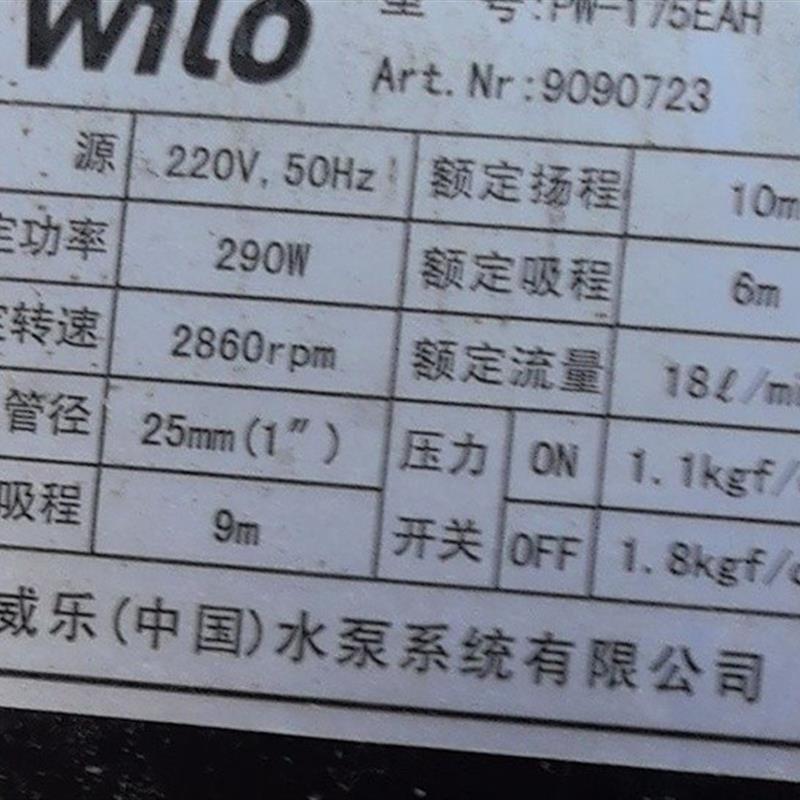 wilo 型 号:PW-175EAH
Art.Nr:9090723
源 220V,50Hz 额定扬程 10m
定功率 290W 额定吸程 6m
定转速 2860rpm 额定流量 18ℓ/mi
管径 25mm(1″) 压力 ON 1.1kgf/
吸程 9m 开关 OFF 1.8kgf/c
威乐(中国)水泵系统有限公司